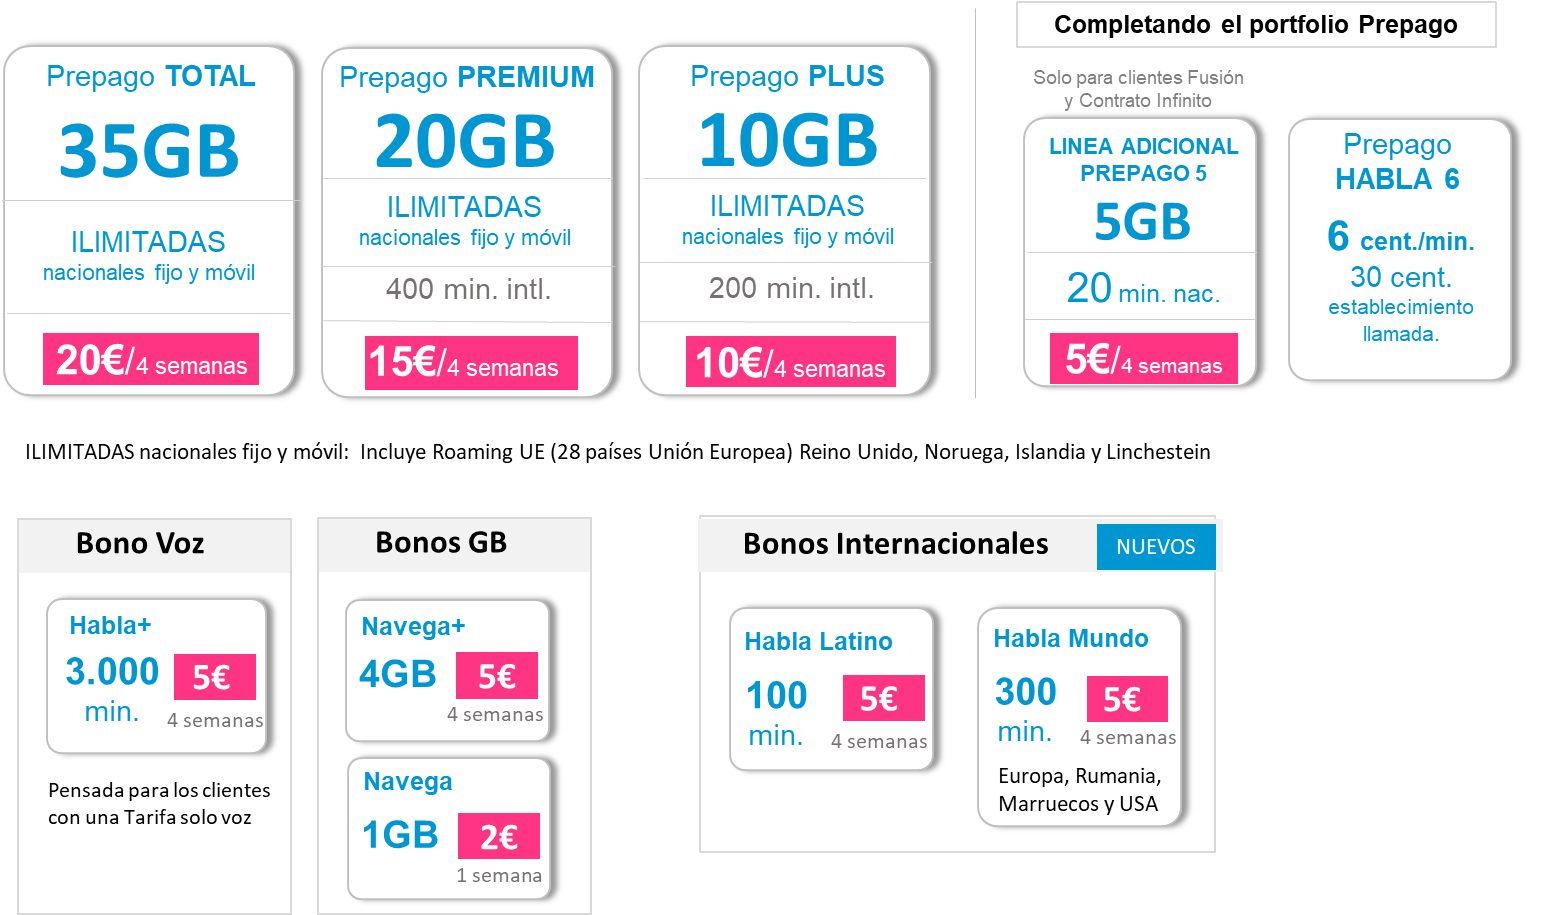 Completando el portfolio Prepago
Prepago TOTAL
35GB
ILIMITADAS
nacionales fijo y móvil
20€/4 semanas
Prepago PREMIUM
20GB
ILIMITADAS
nacionales fijo y móvil
400 min. intl.
15€/4 semanas
Prepago PLUS
10GB
ILIMITADAS
nacionales fijo y móvil
200 min. intl.
10€/4 semanas
Solo para clientes Fusión
y Contrato Infinito
LINEA ADICIONAL
PREPAGO 5
5GB
20 min. nac.
5€/4 semanas
Prepago
HABLA 6
6 cent./min.
30 cent.
establecimiento
llamada.
ILIMITADAS nacionales fijo y móvil: Incluye Roaming UE (28 países Unión Europea) Reino Unido, Noruega, Islandia y Linchestein
Bono Voz
Habla+
3.000
min.
5€
4 semanas
Pensada para los clientes
con una Tarifa solo voz
Bonos GB
Navega+
4GB
5€
4 semanas
Navega
1GB
2€
1 semana
Bonos Internacionales
NUEVOS
Habla Latino
100
min.
5€
4 semanas
Habla Mundo
300
min.
5€
4 semanas
Europa, Rumania,
Marruecos y USA